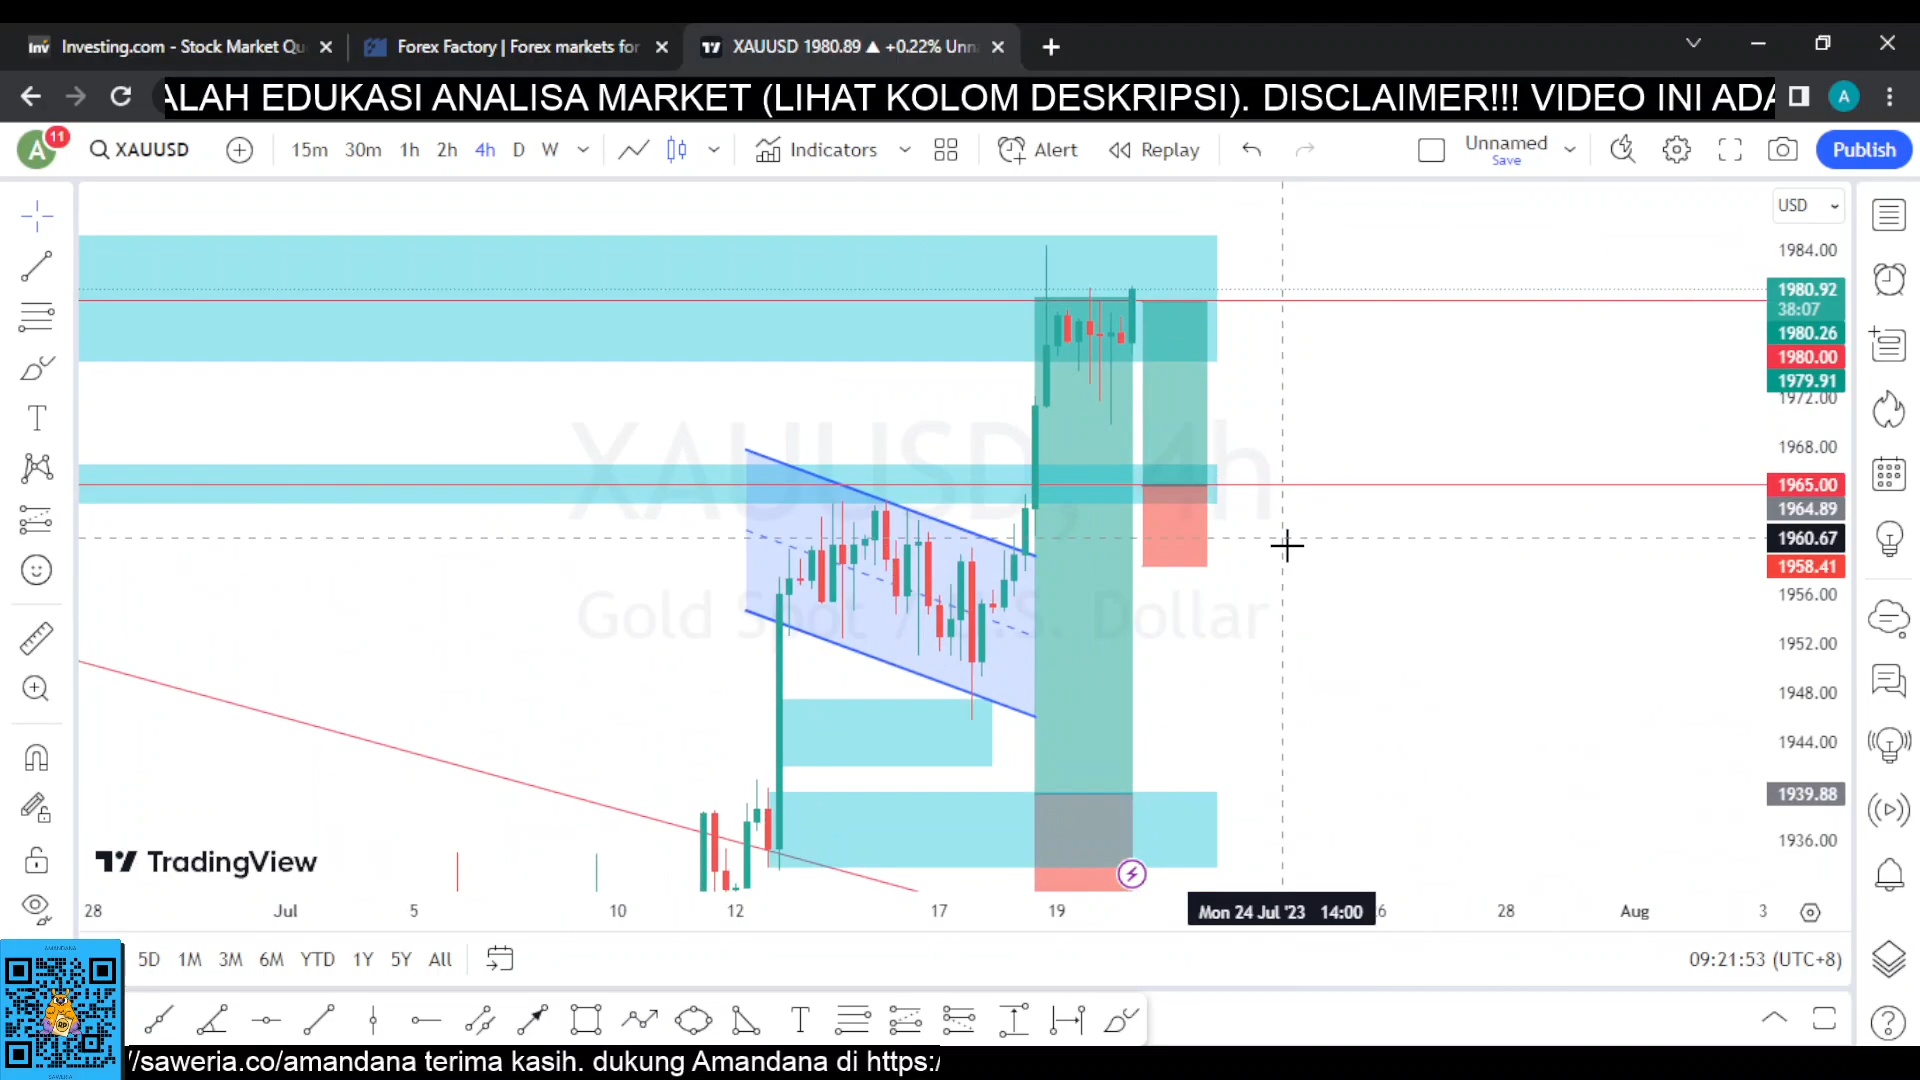 Investing.com - Stock Market Qu
Forex Factory | Forex markets for
XAUUSD 1980.89 ▲ +0.22% Unn
ALAH EDUKASI ANALISA MARKET (LIHAT KOLOM DESKRIPSI). DISCLAIMER!!! VIDEO INI ADA
A
A 11 XAUUSD 15m 30m 1h 2h 4h D W Indicators Alert Replay Unnamed Save Publish
USD
1984.00
1980.92
38:07
1980.26
1980.00
1979.91
1972.00
1968.00
1965.00
1964.89
1960.67
1958.41
1956.00
1952.00
1948.00
1944.00
1939.88
1936.00
XAUUSD, 4h
Gold Spot / U.S. Dollar
TradingView
28 Jul 5 10 12 17 19 Mon 24 Jul '23 14:00 6 28 Aug 3
5D 1M 3M 6M YTD 1Y 5Y All 09:21:53 (UTC+8)
AMANDANA
SAWERIA
//saweria.co/amandana terima kasih. dukung Amandana di https:/